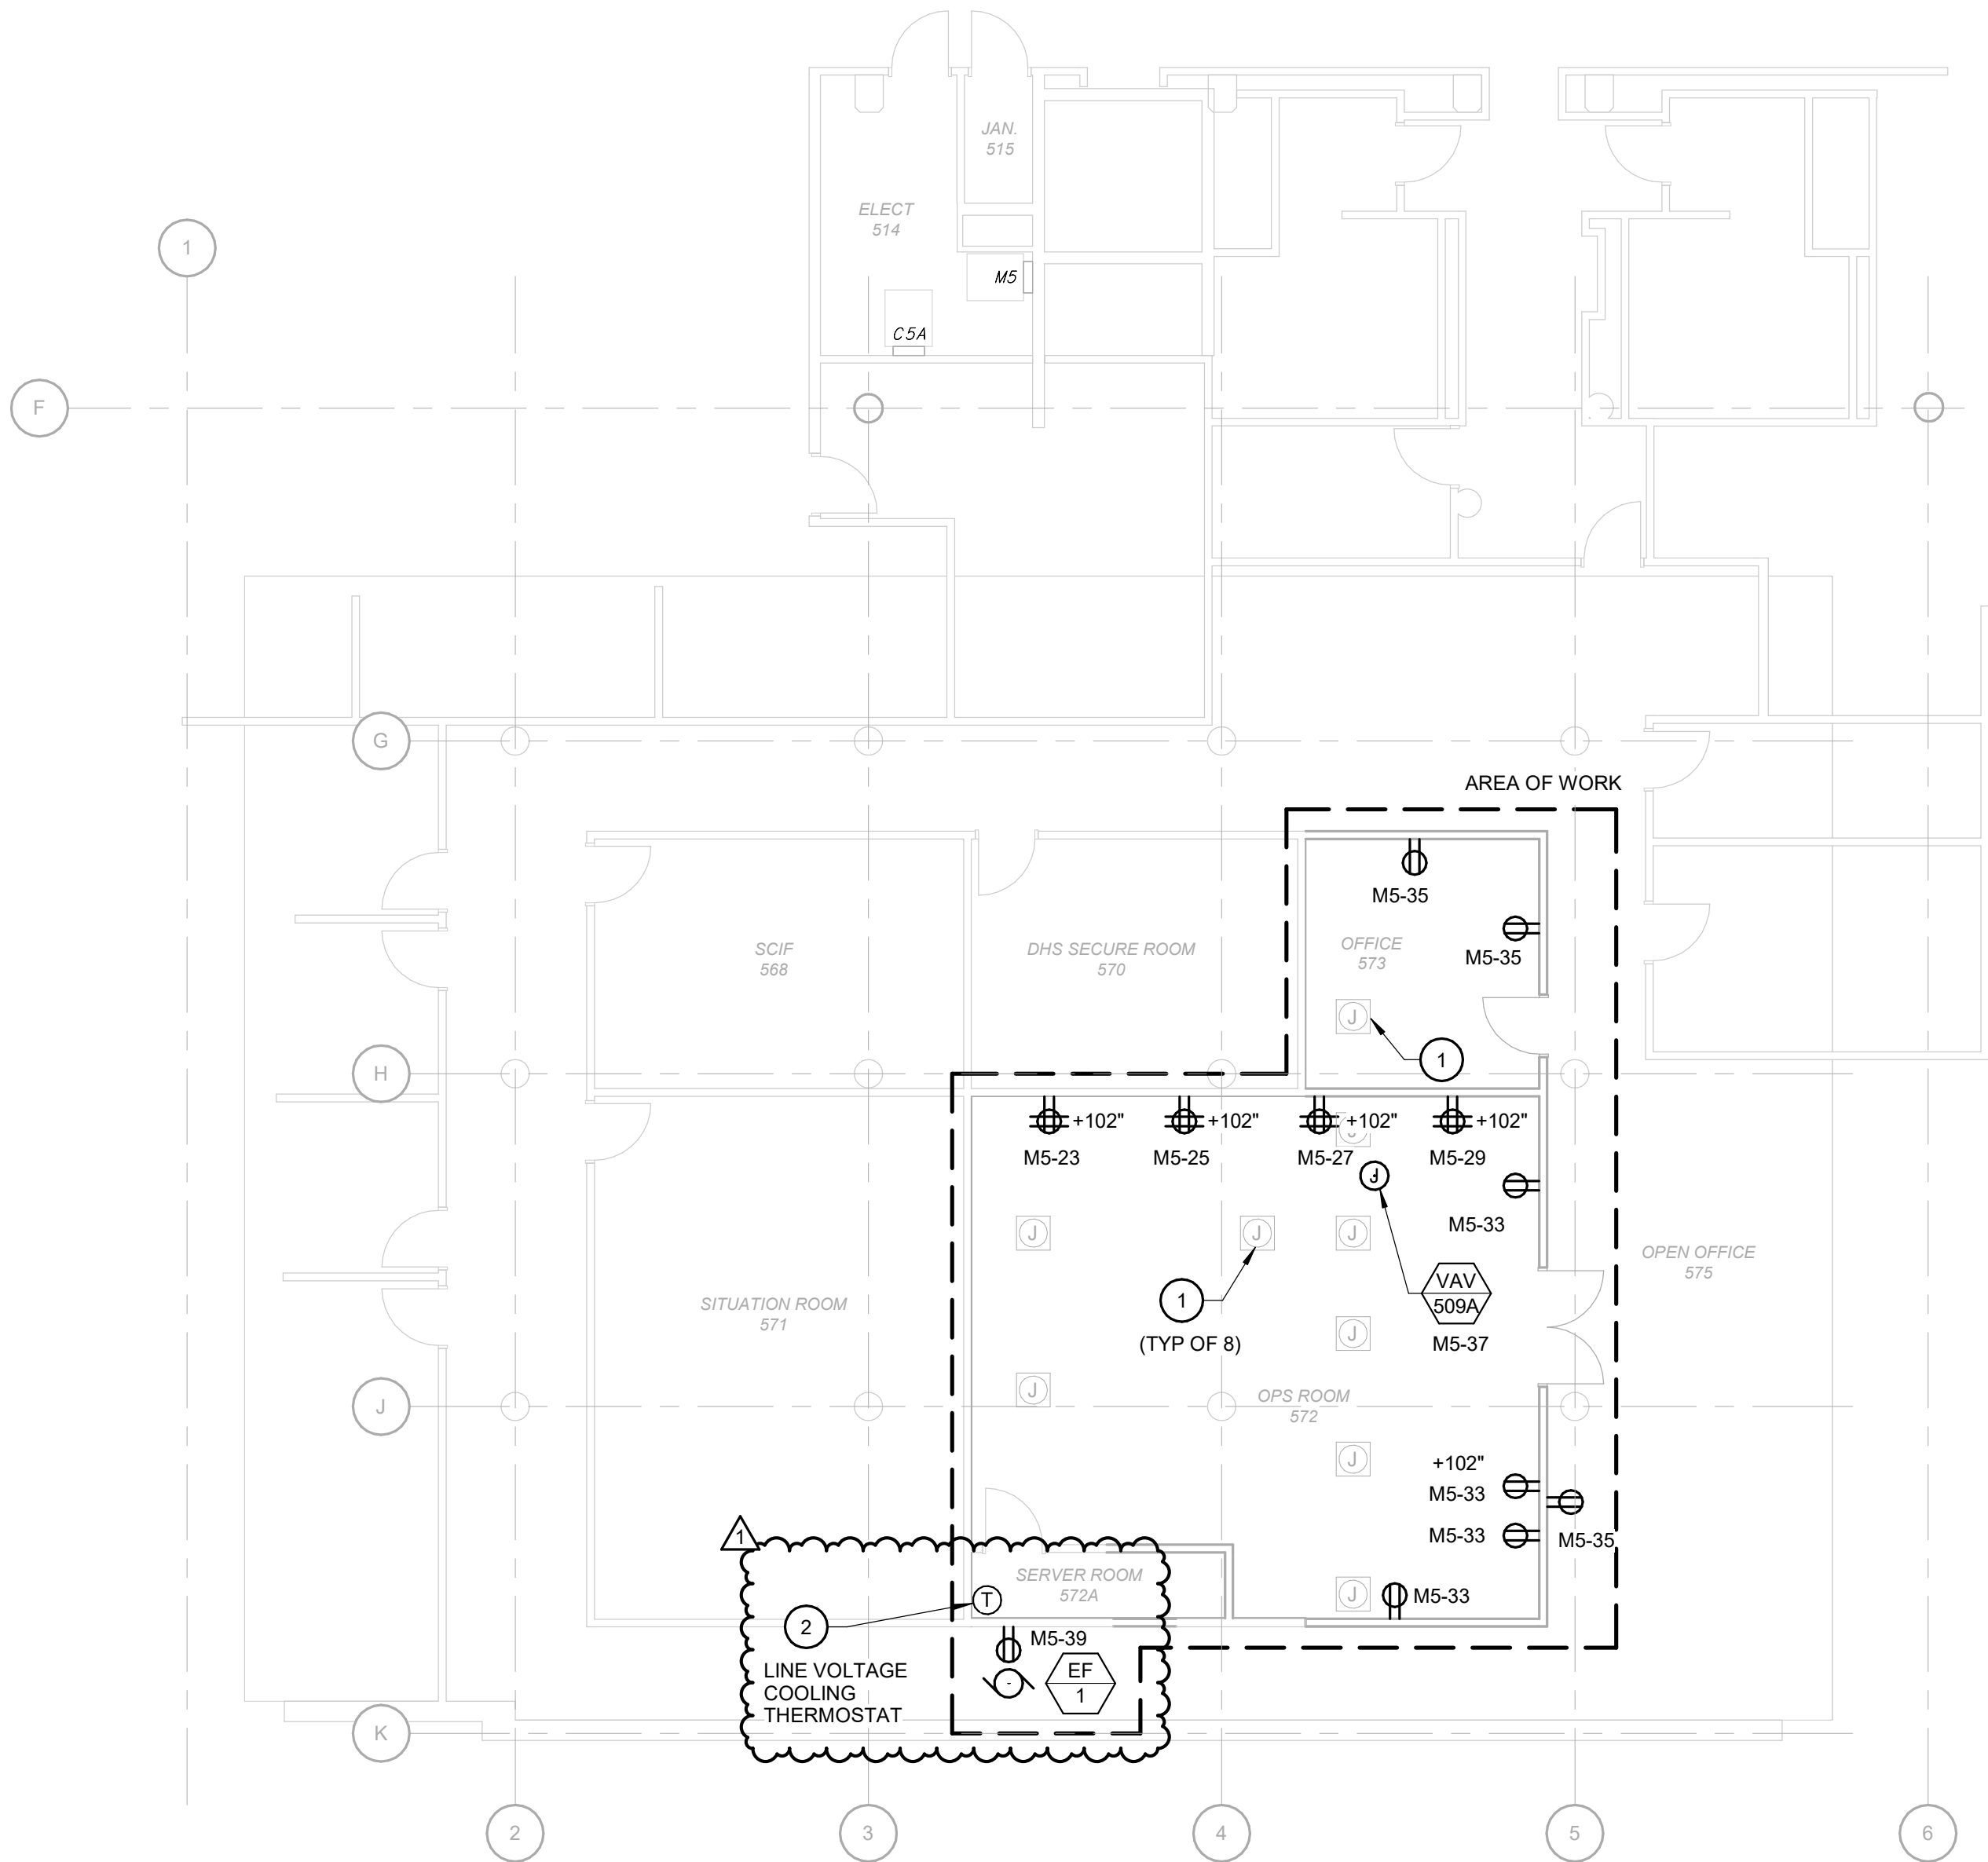 JAN.
515
ELECT
514
1
M5
C5A
F
G
AREA OF WORK
M5-35
SCIF
568
DHS SECURE ROOM
570
OFFICE
573
M5-35
J
1
H
+102"
+102"
+102"
+102"
J
M5-23
M5-25
M5-27
M5-29
J
M5-33
J
J
J
OPEN OFFICE
575
VAV
509A
M5-37
1
(TYP OF 8)
SITUATION ROOM
571
J
J
J
OPS ROOM
572
J
+102"
M5-33
M5-33
M5-35
1
SERVER ROOM
572A
T
J
M5-33
2
M5-39
LINE VOLTAGE
COOLING
THERMOSTAT
EF
1
-
K
2
3
4
5
6